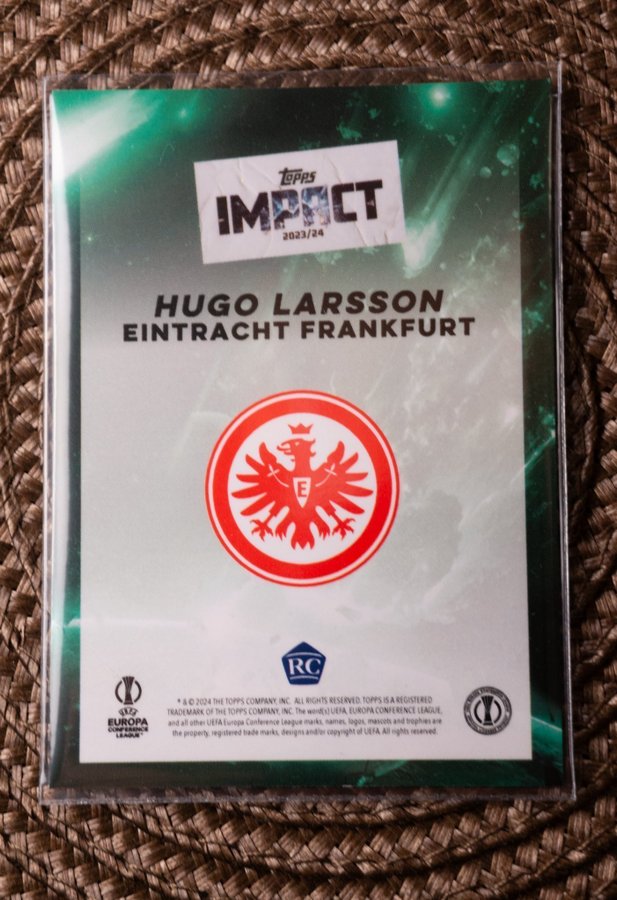 Topps
IMPACT
2023/24
HUGO LARSSON
EINTRACHT FRANKFURT
E
RC
EUROPA
CONFERENCE
LEAGUE™
* & © 2024 THE TOPPS COMPANY, INC. ALL RIGHTS RESERVED. TOPPS IS A REGISTERED
TRADEMARK OF THE TOPPS COMPANY, INC. The word(s) UEFA, EUROPA CONFERENCE LEAGUE,
and all other UEFA Europa Conference League marks, names, logos, mascots and trophies are
the property, registered trade marks, designs and/or copyright of UEFA. All rights reserved.